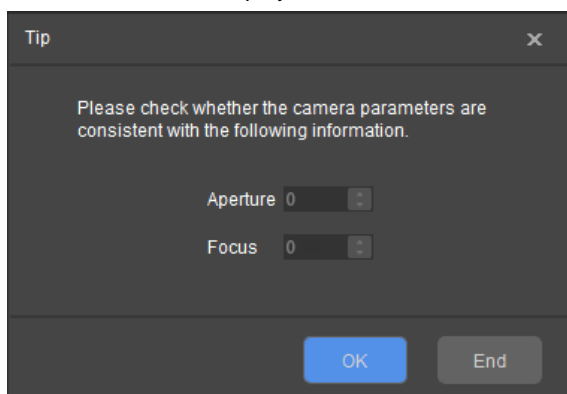 Tip
Please check whether the camera parameters are
consistent with the following information.
Aperture 0
Focus 0
OK End